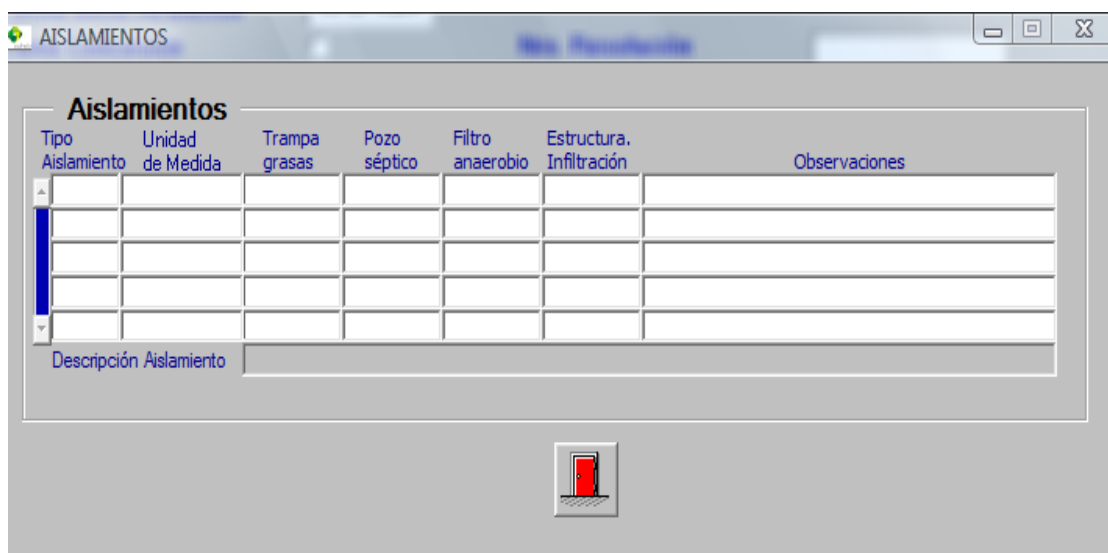 AISLAMIENTOS
Aislamientos
Tipo Unidad Trampa Pozo Filtro Estructura.
Aislamiento de Medida grasas séptico anaerobio Infiltración Observaciones
Descripción Aislamiento